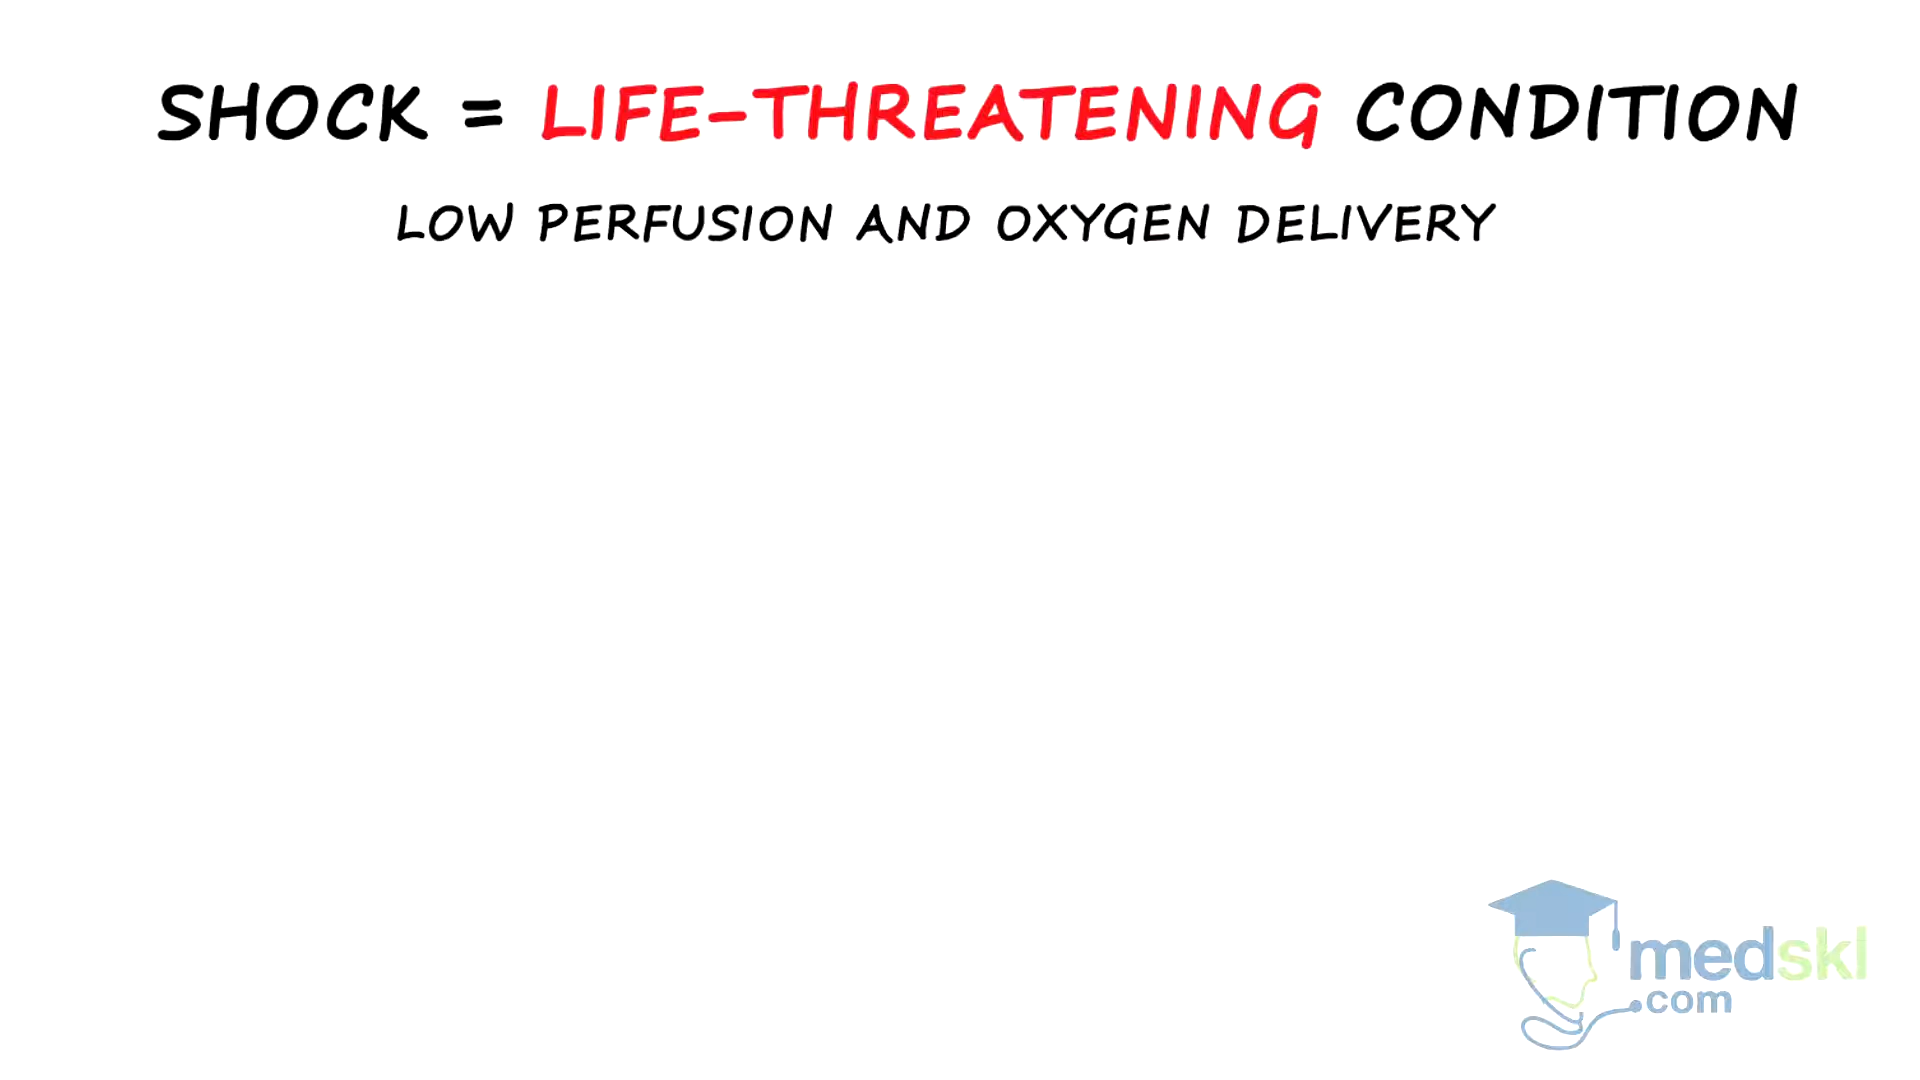 SHOCK = LIFE-THREATENING CONDITION
LOW PERFUSION AND OXYGEN DELIVERY
medskl
.com